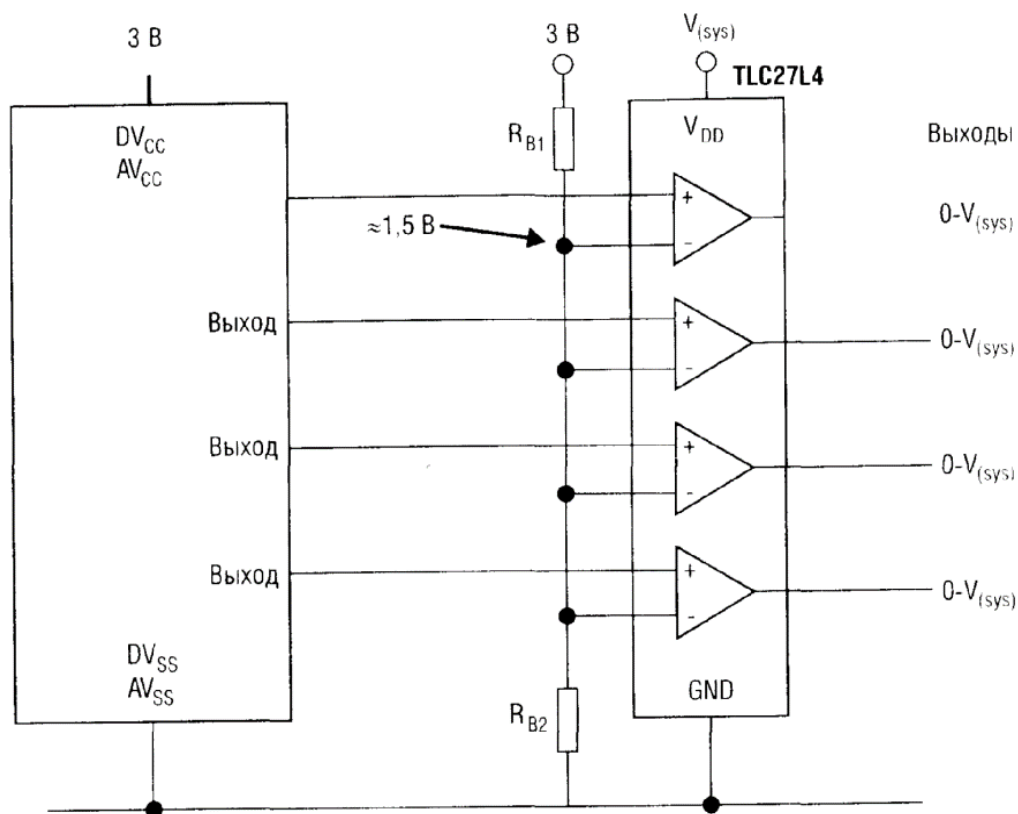 3 В
3 В
V(sys)
TLC27L4
DVCC
AVCC
RB1
VDD
Выходы
≈1,5 В
+
-
0-V(sys)
Выход
+
-
0-V(sys)
Выход
+
-
0-V(sys)
Выход
+
-
0-V(sys)
DVSS
AVSS
RB2
GND